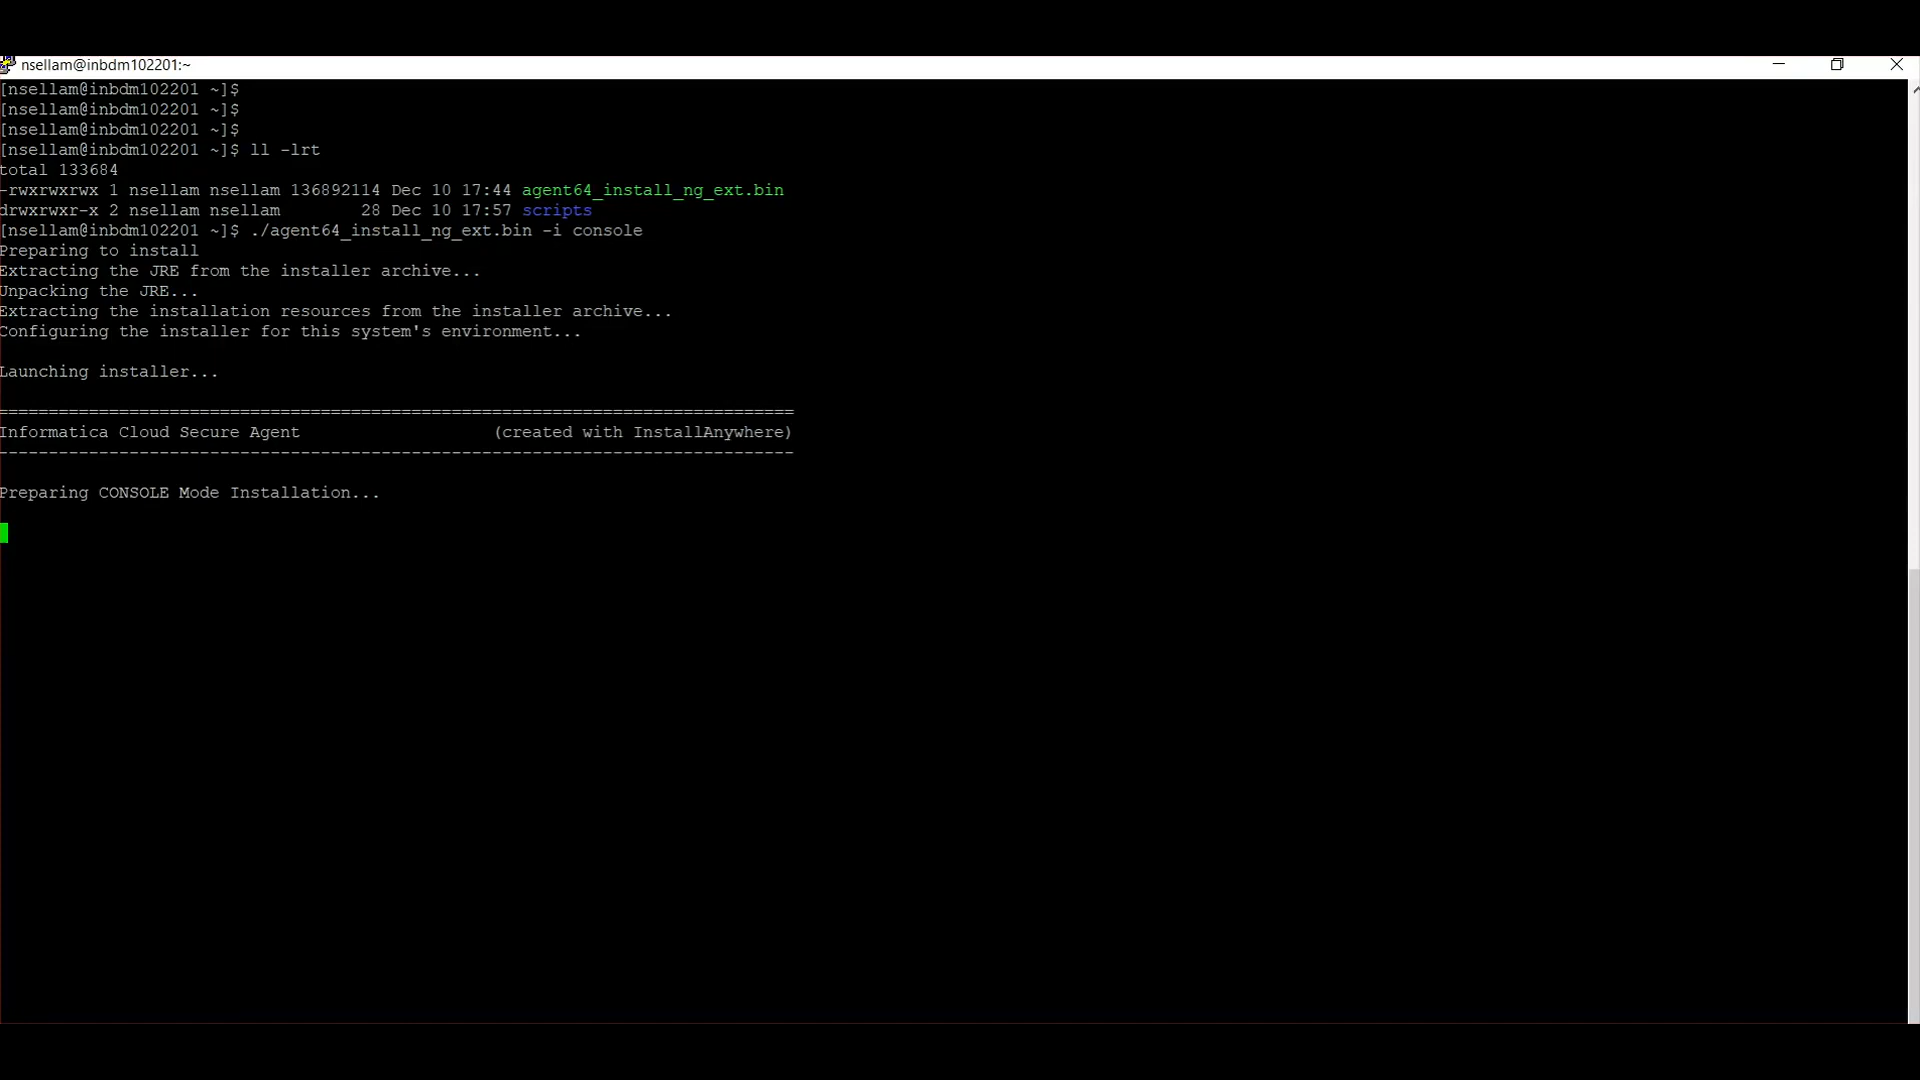 nsellam@inbdm102201:~
[nsellam@inbdm102201 ~]$
[nsellam@inbdm102201 ~]$
[nsellam@inbdm102201 ~]$
[nsellam@inbdm102201 ~]$ ll -lrt
total 133684
-rwxrwxrwx 1 nsellam nsellam 136892114 Dec 10 17:44 agent64_install_ng_ext.bin
drwxrwxr-x 2 nsellam nsellam        28 Dec 10 17:57 scripts
[nsellam@inbdm102201 ~]$ ./agent64_install_ng_ext.bin -i console
Preparing to install
Extracting the JRE from the installer archive...
Unpacking the JRE...
Extracting the installation resources from the installer archive...
Configuring the installer for this system's environment...
Launching installer...
===============================================================================
Informatica Cloud Secure Agent                   (created with InstallAnywhere)
-------------------------------------------------------------------------------
Preparing CONSOLE Mode Installation...